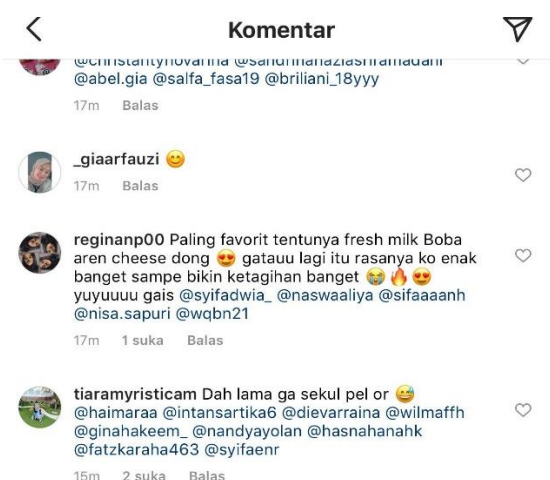 Komentar
@abel.gia @salfa_fasa19 @briliani_18yyy
17m Balas
_giaarfauzi 😊
17m Balas
reginanp00 Paling favorit tentunya fresh milk Boba
aren cheese dong 😍 gatauu lagi itu rasanya ko enak
banget sampe bikin ketagihan banget 😭🔥😍
yuyuuuu gais @syifadwia_ @naswaaliya @sifaaaanh
@nisa.sapuri @wqbn21
17m 1 suka Balas
tiaramyristicam Dah lama ga sekul pel or 😅
@haimaraa @intansartika6 @dievarraina @wilmaffh
@ginahakeem_ @nandyayolan @hasnahanahk
@fatzkaraha463 @syifaenr
15m 2 suka Balas